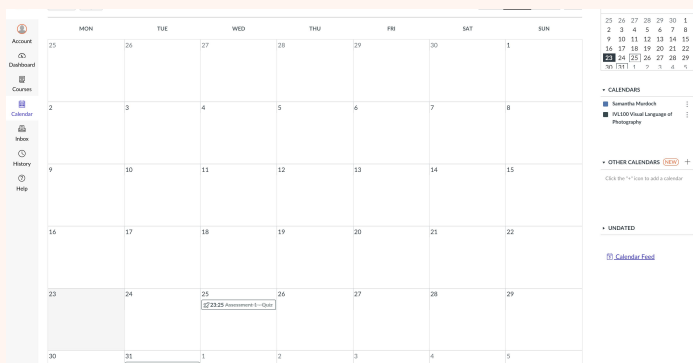 Account
Dashboard
Courses
Calendar
Inbox
History
Help
MON TUE WED THU FRI SAT SUN
25 26 27 28 29 30 1
2 3 4 5 6 7 8
9 10 11 12 13 14 15
16 17 18 19 20 21 22
23 24 25 26 27 28 29
23:25 Assessment 1 - Quiz
30 31 1 2 3 4 5
25 26 27 28 29 30 1
2 3 4 5 6 7 8
9 10 11 12 13 14 15
16 17 18 19 20 21 22
23 24 25 26 27 28 29
30 31 1 2 3 4 5
CALENDARS
Samantha Murdoch
IVL100 Visual Language of
Photography
OTHER CALENDARS NEW +
Click the "+" icon to add a calendar
UNDATED
Calendar Feed